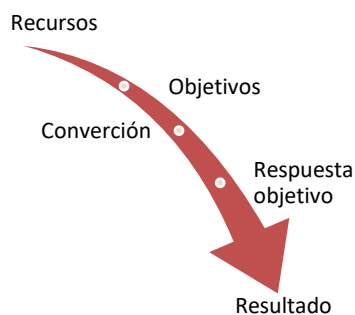 Recursos
Objetivos
Converción
Respuesta
objetivo
Resultado